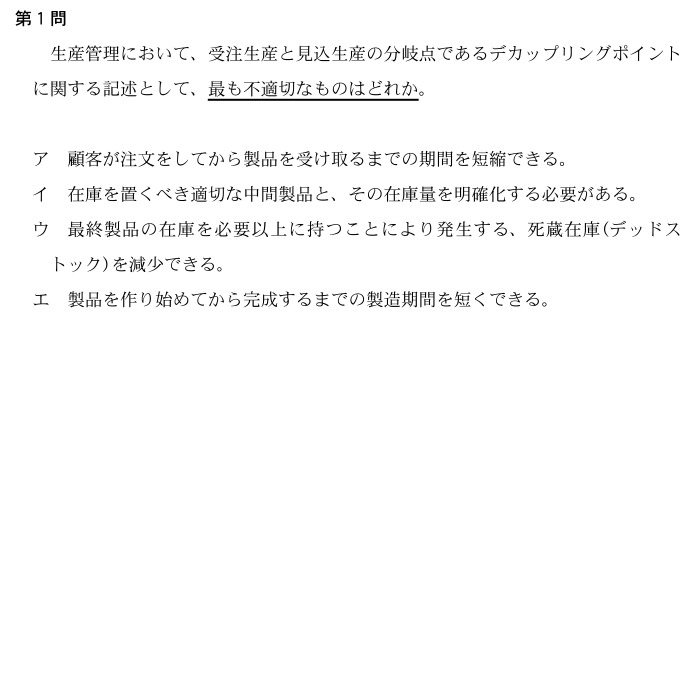 第1問
生産管理において、受注生産と見込生産の分岐点であるデカップリングポイント
に関する記述として、最も不適切なものはどれか。
ア　顧客が注文をしてから製品を受け取るまでの期間を短縮できる。
イ　在庫を置くべき適切な中間製品と、その在庫量を明確化する必要がある。
ウ　最終製品の在庫を必要以上に持つことにより発生する、死蔵在庫(デッドス
トック)を減少できる。
エ　製品を作り始めてから完成するまでの製造期間を短くできる。